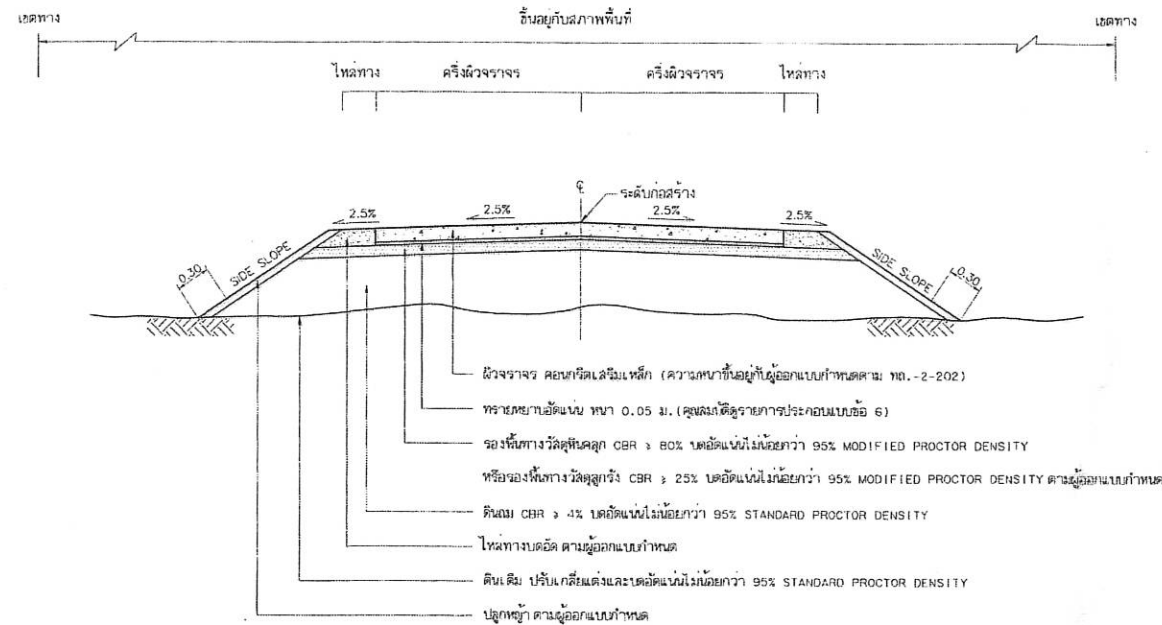 เขตทาง ขึ้นอยู่กับสภาพพื้นที่ เขตทาง
ไหล่ทาง ครึ่งผิวจราจร ครึ่งผิวจราจร ไหล่ทาง
℄ ระดับก่อสร้าง
2.5% 2.5% 2.5% 2.5%
0.30 SIDE SLOPE SIDE SLOPE 0.30
ผิวจราจร คอนกรีตเสริมเหล็ก (ความหนาขึ้นอยู่กับผู้ออกแบบกำหนดตาม ทถ.-2-202)
ทรายหยาบอัดแน่น หนา 0.05 ม. (คุณสมบัติดูรายการประกอบแบบข้อ 6)
รองพื้นทางวัสดุหินคลุก CBR ≥ 80% บดอัดแน่นไม่น้อยกว่า 95% MODIFIED PROCTOR DENSITY
หรือรองพื้นทางวัสดุลูกรัง CBR ≥ 25% บดอัดแน่นไม่น้อยกว่า 95% MODIFIED PROCTOR DENSITY ตามผู้ออกแบบกำหนด
ดินถม CBR ≥ 4% บดอัดแน่นไม่น้อยกว่า 95% STANDARD PROCTOR DENSITY
ไหล่ทางบดอัด ตามผู้ออกแบบกำหนด
ดินเดิม ปรับเกลี่ยแต่งและบดอัดแน่นไม่น้อยกว่า 95% STANDARD PROCTOR DENSITY
ปลูกหญ้า ตามผู้ออกแบบกำหนด